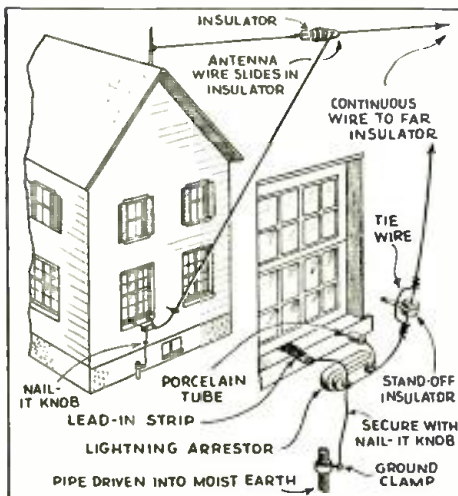 INSULATOR
ANTENNA
WIRE SLIDES IN
INSULATOR
CONTINUOUS
WIRE TO FAR
INSULATOR
TIE
WIRE
NAIL-
IT KNOB
PORCELAIN
TUBE
STAND-OFF
INSULATOR
LEAD-IN STRIP
LIGHTNING ARRESTOR
SECURE WITH
NAIL-IT KNOB
GROUND
CLAMP
PIPE DRIVEN INTO MOIST EARTH